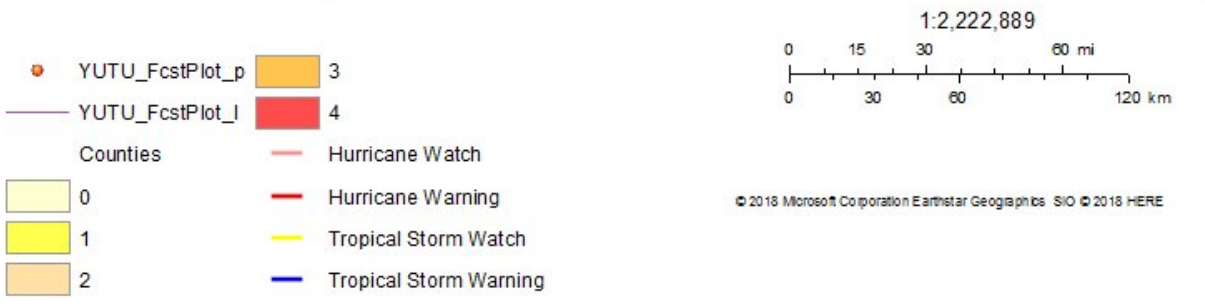 YUTU_FcstPlot_p
YUTU_FcstPlot_l
Counties
0
1
2
3
4
Hurricane Watch
Hurricane Warning
Tropical Storm Watch
Tropical Storm Warning
1:2,222,889
0 15 30 60 mi
0 30 60 120 km
© 2018 Microsoft Corporation Earthstar Geographics SIO © 2018 HERE